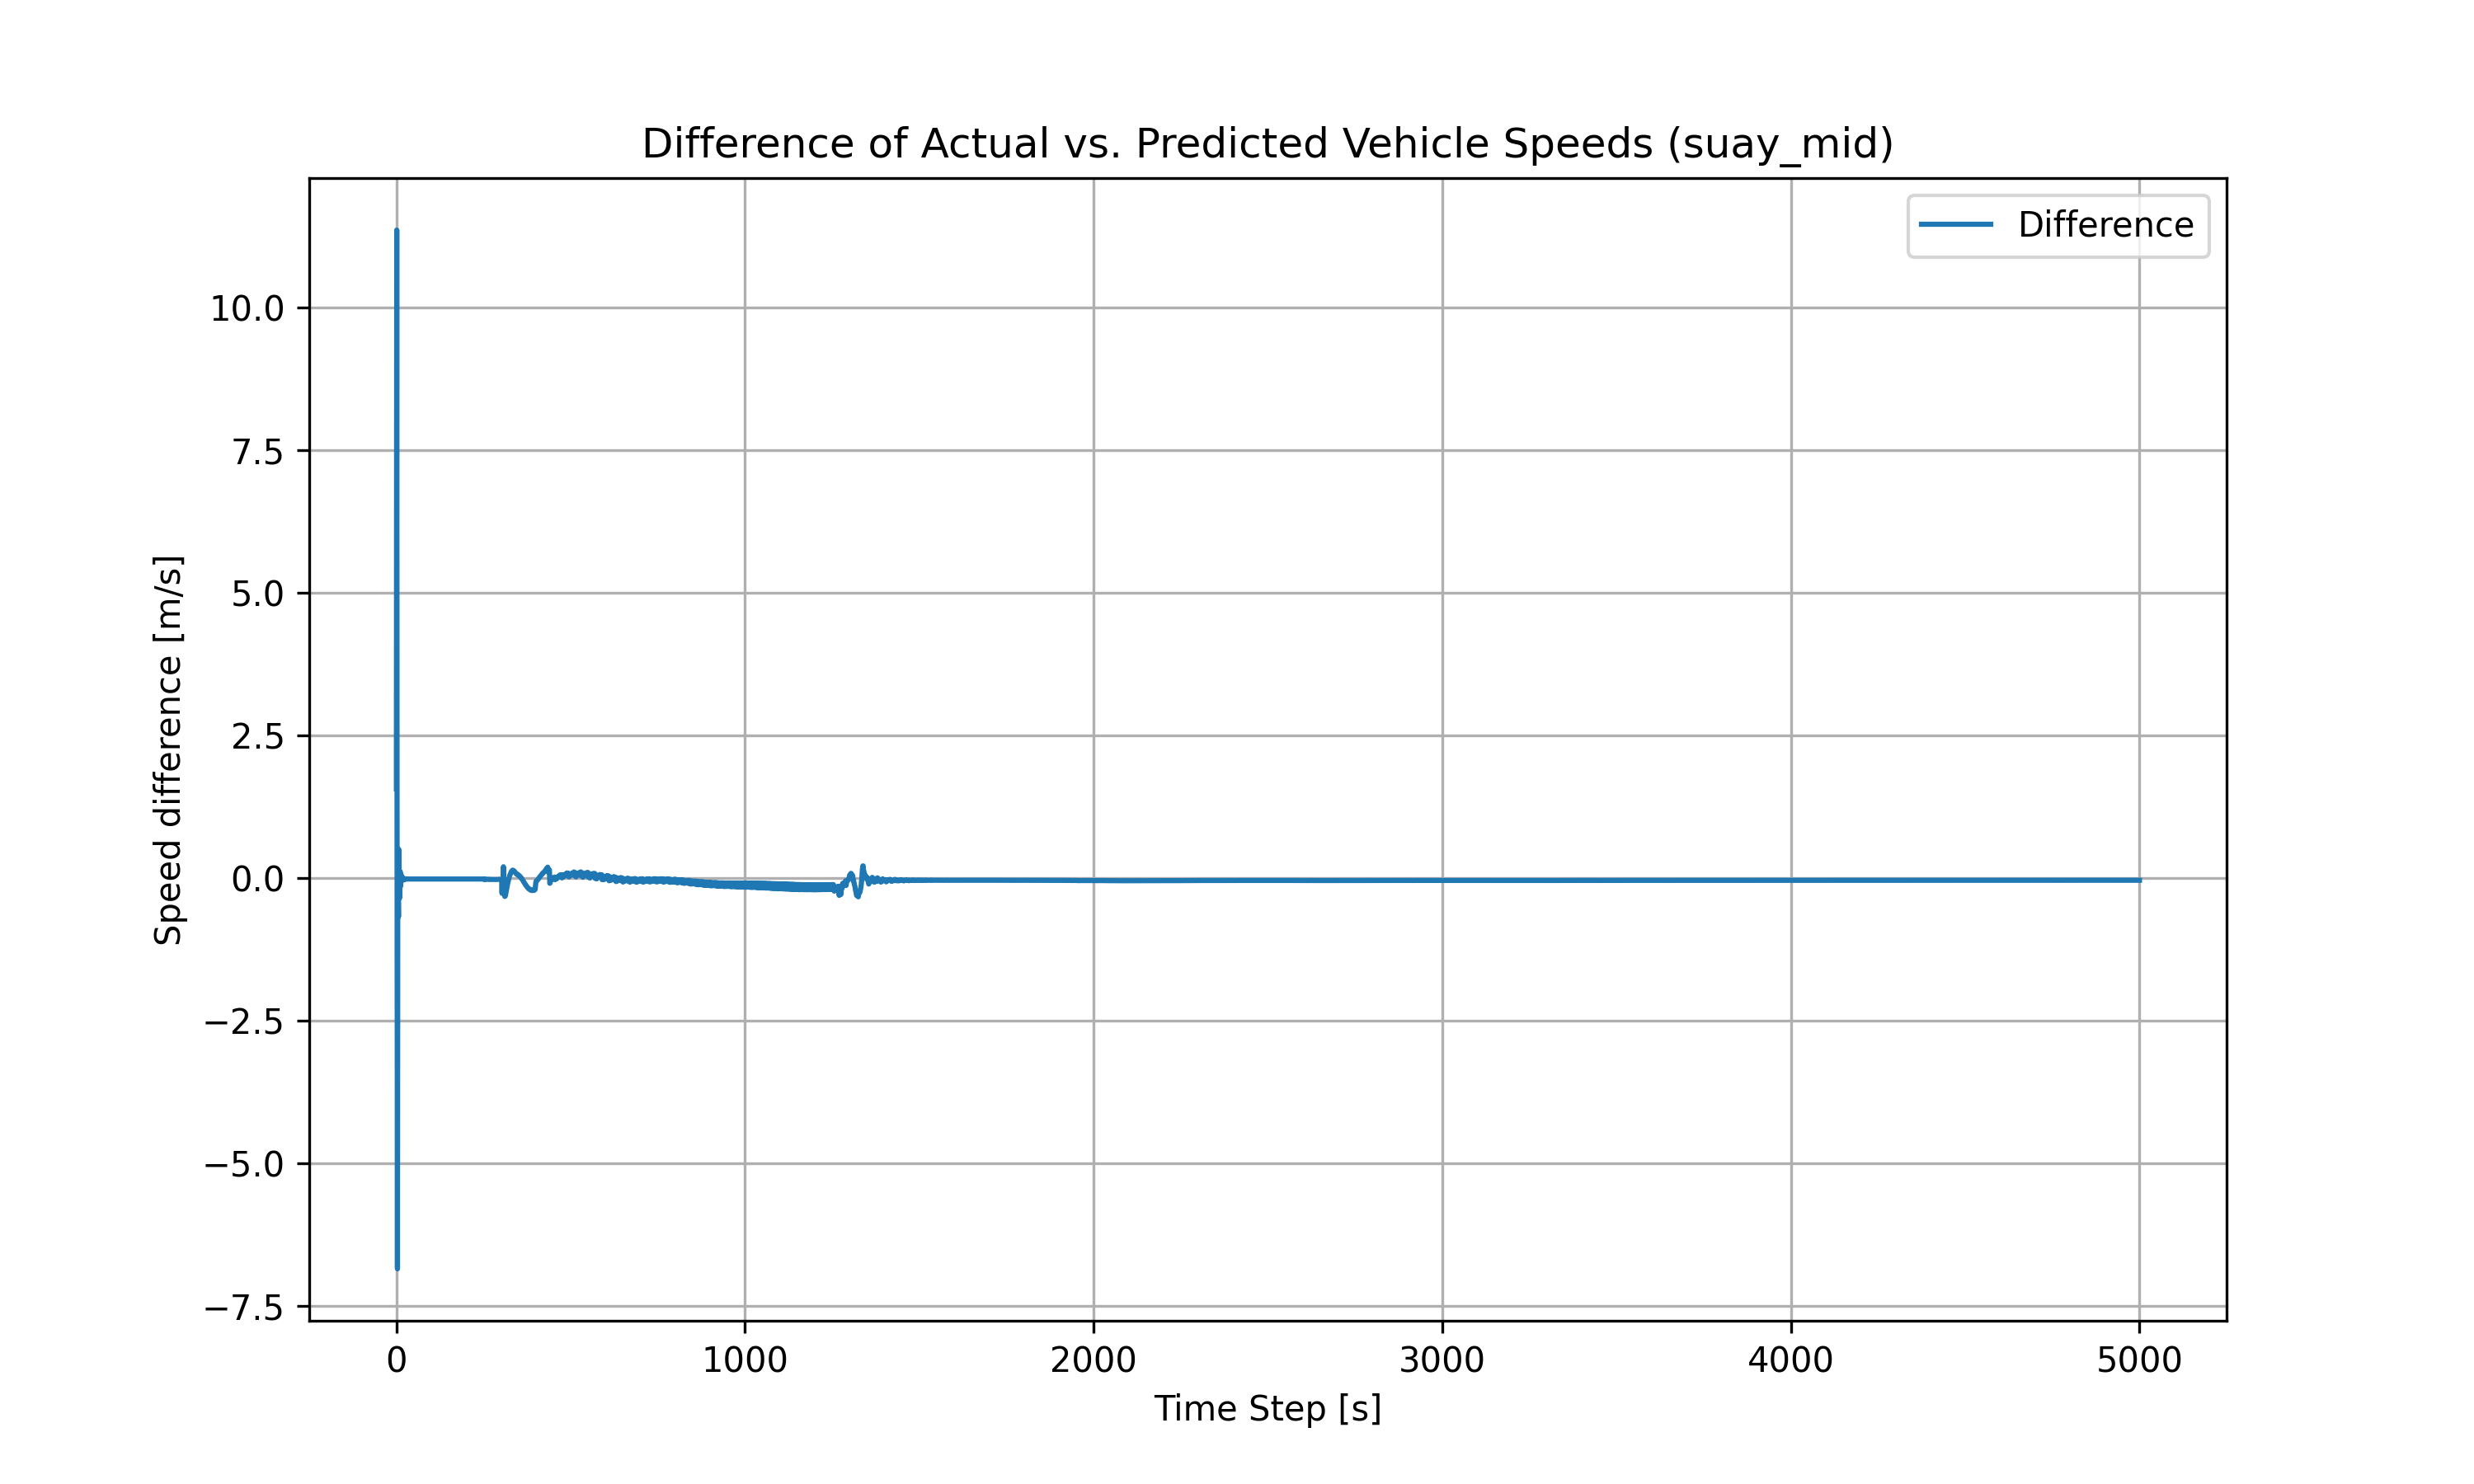 Difference of Actual vs. Predicted Vehicle Speeds (suay_mid)
Difference
10.0
7.5
5.0
2.5
0.0
−2.5
−5.0
−7.5
Speed difference [m/s]
0 1000 2000 3000 4000 5000
Time Step [s]